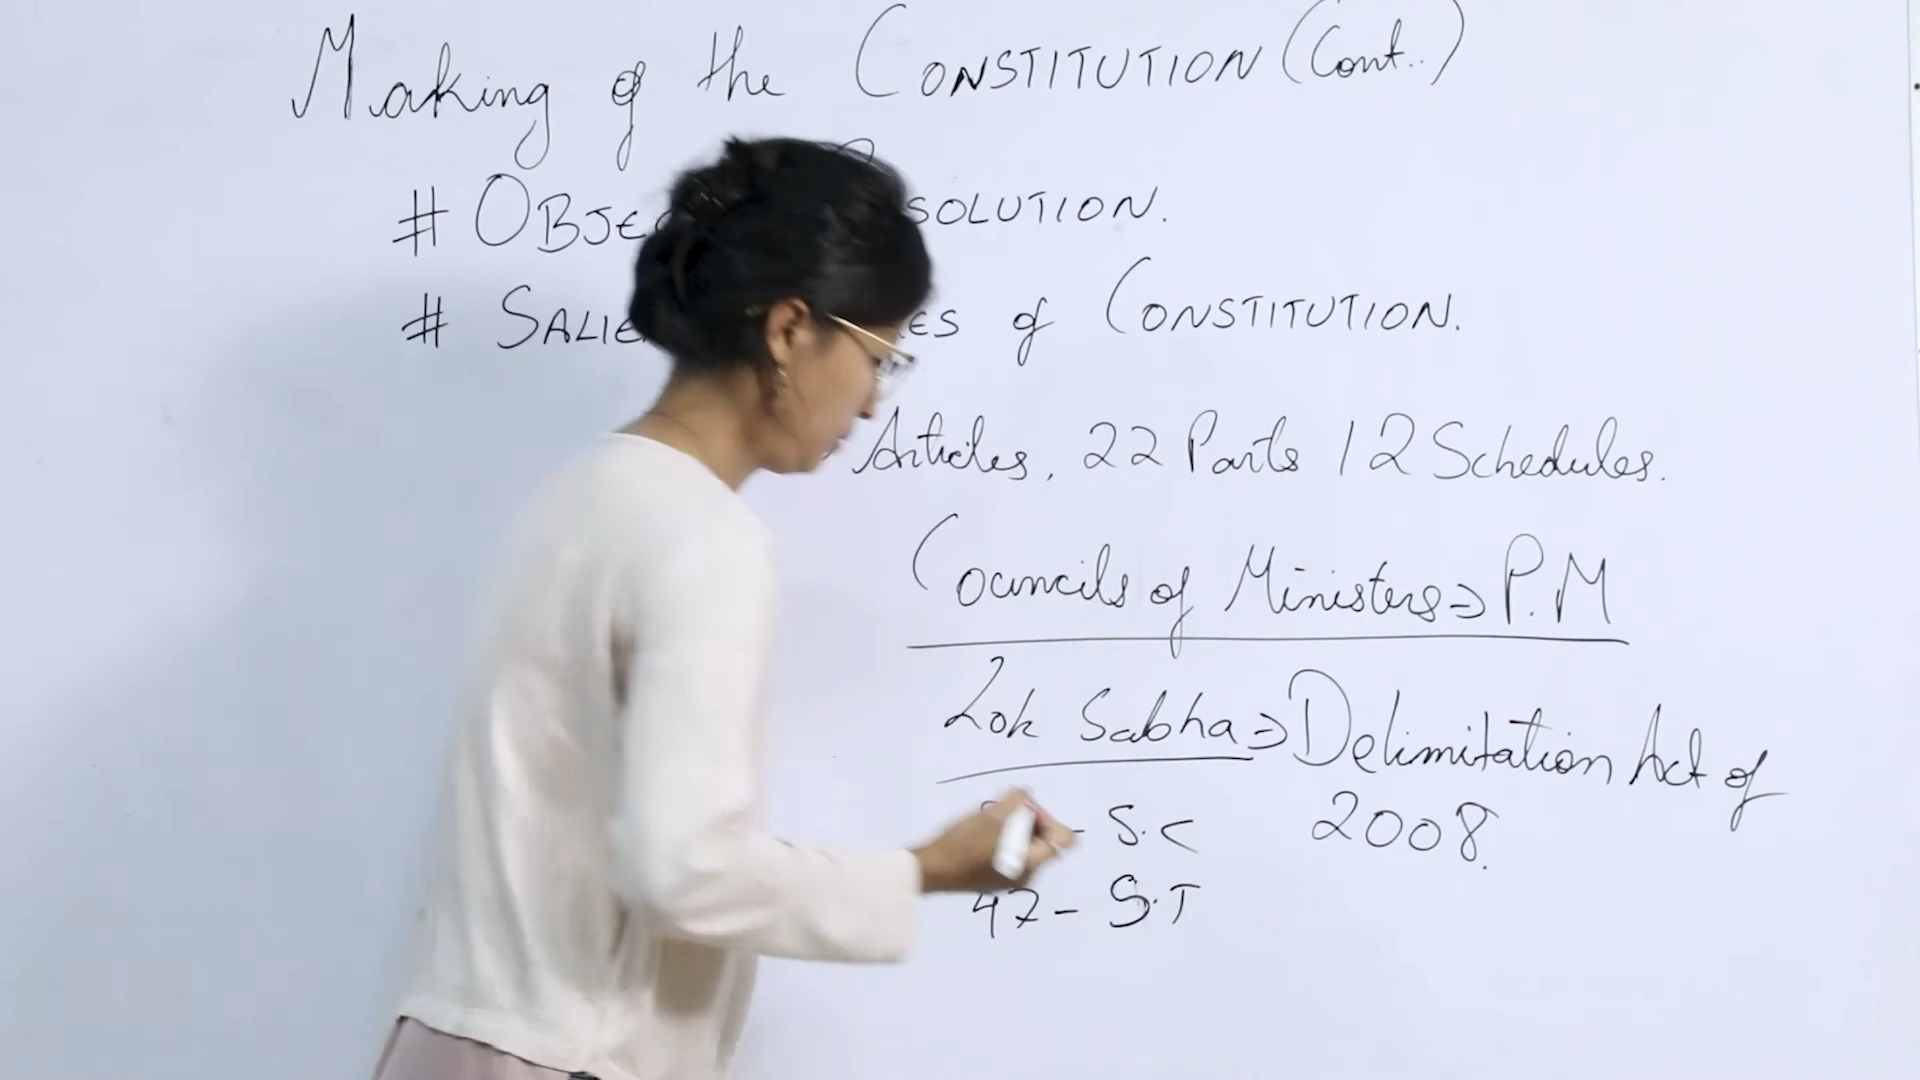 Making of the CONSTITUTION (Cont..)
# OBJE SOLUTION.
# SALIE ES of CONSTITUTION.
Articles, 22 Parts 12 Schedules.
Councils of Ministers ⇒ P.M
Lok Sabha ⇒ Delimitation Act of
- S.C 2008.
47 - S.T